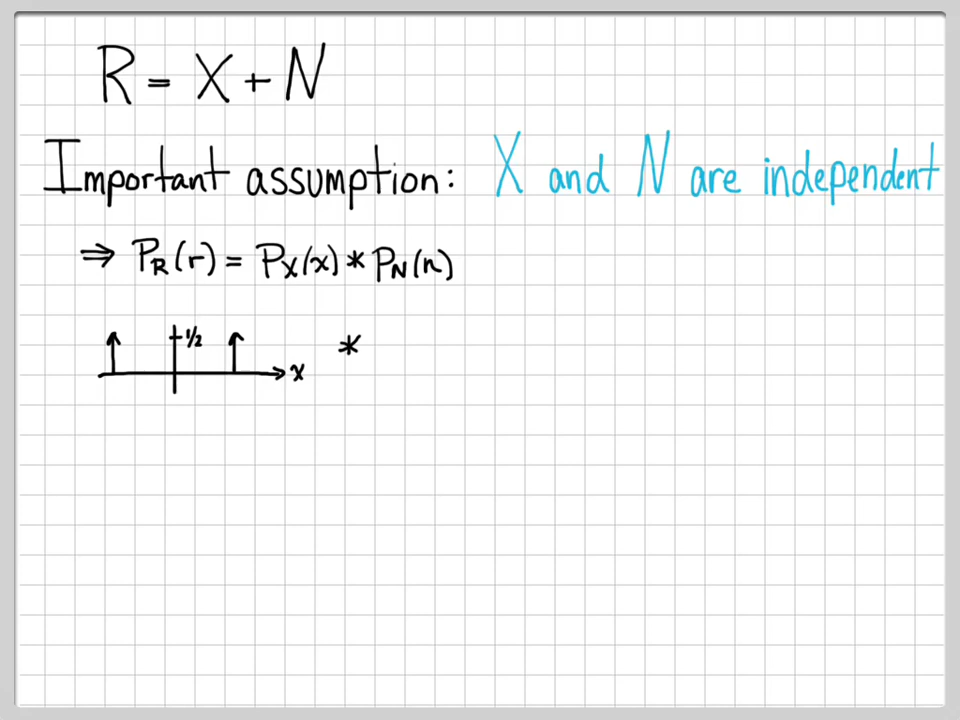 R = X + N
Important assumption: X and N are independent
⇒ P_R(r) = P_X(x) * P_N(n)
1/2 x *